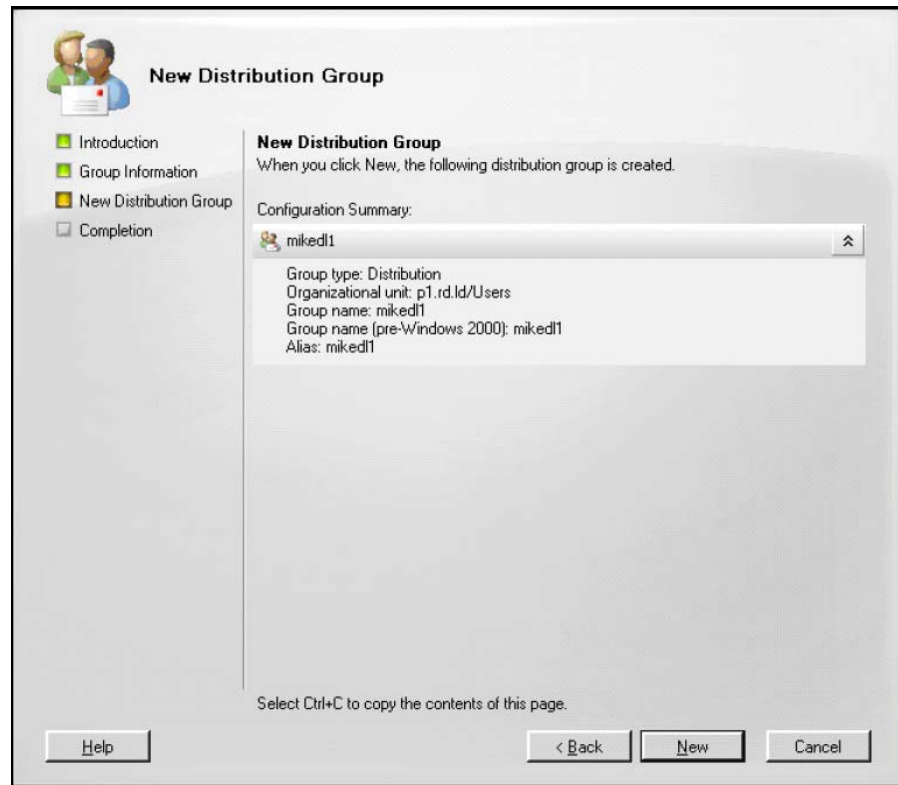 New Distribution Group
Introduction
Group Information
New Distribution Group
Completion
New Distribution Group
When you click New, the following distribution group is created.
Configuration Summary:
mikedl1
Group type: Distribution
Organizational unit: p1.rd.ld/Users
Group name: mikedl1
Group name (pre-Windows 2000): mikedl1
Alias: mikedl1
Select Ctrl+C to copy the contents of this page.
Help
< Back
New
Cancel